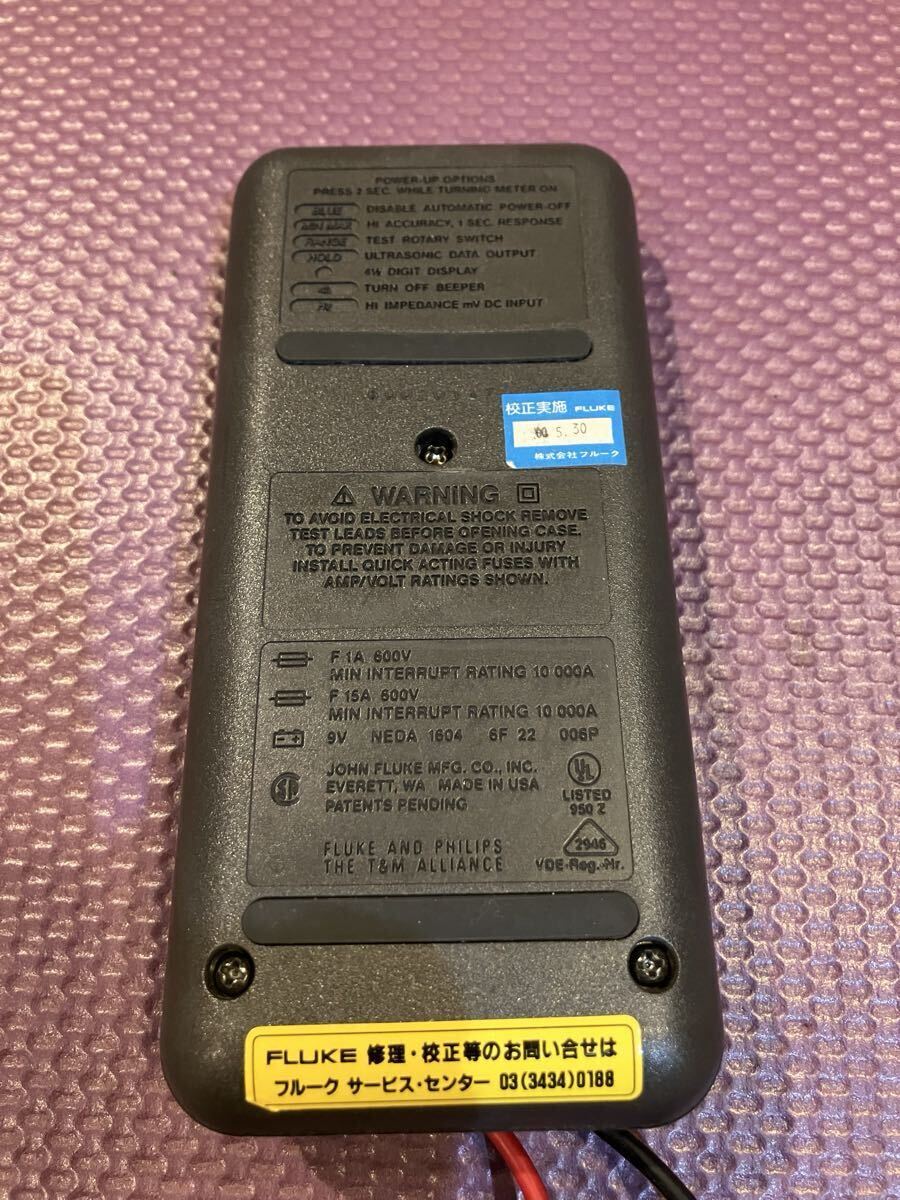 POWER-UP OPTIONS
PRESS 2 SEC. WHILE TURNING METER ON
BLUE DISABLE AUTOMATIC POWER-OFF
MIN MAX HI ACCURACY, 1 SEC. RESPONSE
RANGE TEST ROTARY SWITCH
HOLD ULTRASONIC DATA OUTPUT
4½ DIGIT DISPLAY
TURN OFF BEEPER
Hz HI IMPEDANCE mV DC INPUT
校正実施 FLUKE
5.30
株式会社フルーク
WARNING
TO AVOID ELECTRICAL SHOCK REMOVE
TEST LEADS BEFORE OPENING CASE.
TO PREVENT DAMAGE OR INJURY
INSTALL QUICK ACTING FUSES WITH
AMP/VOLT RATINGS SHOWN.
F 1A 600V
MIN INTERRUPT RATING 10 000A
F 15A 600V
MIN INTERRUPT RATING 10 000A
9V NEDA 1604 6F 22 006P
JOHN FLUKE MFG. CO., INC.
EVERETT, WA MADE IN USA
PATENTS PENDING
UL
LISTED
950 Z
FLUKE AND PHILIPS
THE T&M ALLIANCE
2946
VDE-Reg.-Nr.
FLUKE 修理・校正等のお問い合せは
フルーク サービス・センター 03(3434)0188